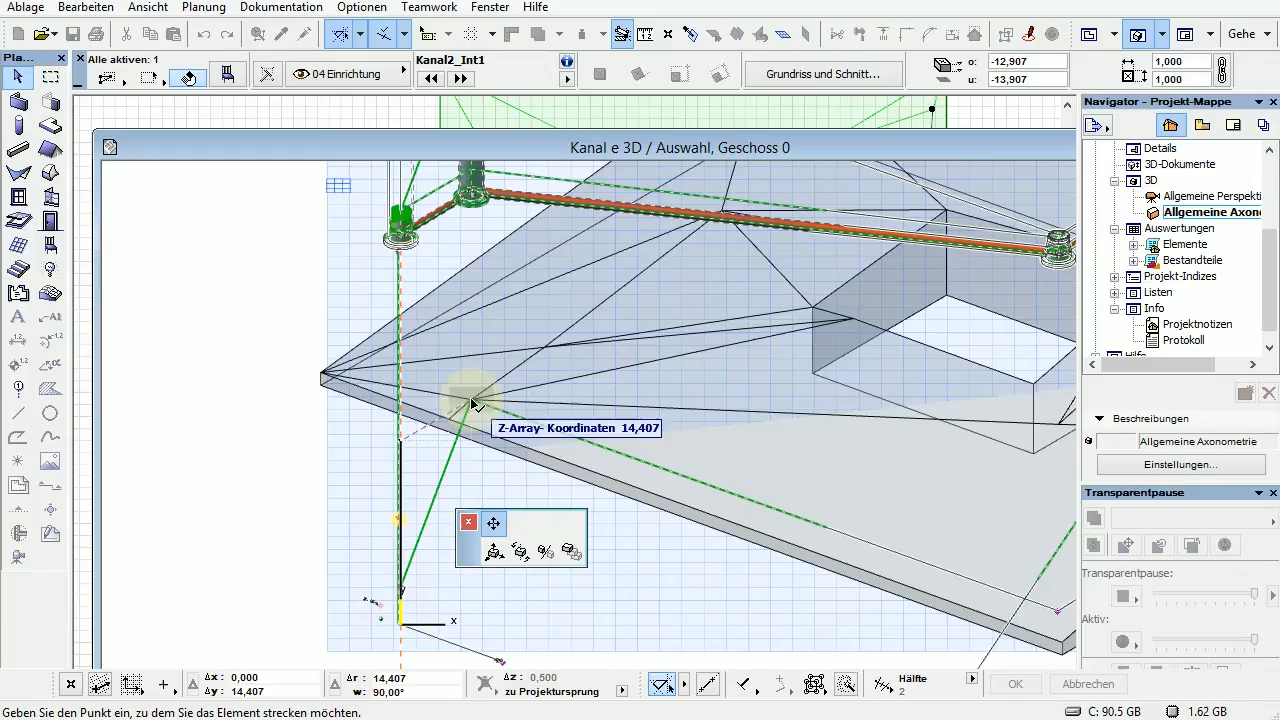 Ablage Bearbeiten Ansicht Planung Dokumentation Optionen Teamwork Fenster Hilfe
Gehe
Pla...
Alle aktiven: 1
04 Einrichtung
Kanal2_Int1
Grundriss und Schnitt...
o: -12,907
u: -13,907
1,000
1,000
Navigator - Projekt-Mappe
Kanal e 3D / Auswahl, Geschoss 0
Details
3D-Dokumente
3D
Allgemeine Perspekti
Allgemeine Axono
Auswertungen
Elemente
Bestandteile
Projekt-Indizes
Listen
Info
Projektnotizen
Protokoll
Beschreibungen
Allgemeine Axonometrie
Einstellungen...
Z-Array- Koordinaten 14,407
Transparentpause
Transparentpause:
Aktiv:
x
x
Δx: 0,000
Δy: 14,407
Δr: 14,407
w: 90,00°
Δz: 0,500
zu Projektursprung
Hälfte
2
OK
Abbrechen
Geben Sie den Punkt ein, zu dem Sie das Element strecken möchten.
C: 90.5 GB
1.62 GB